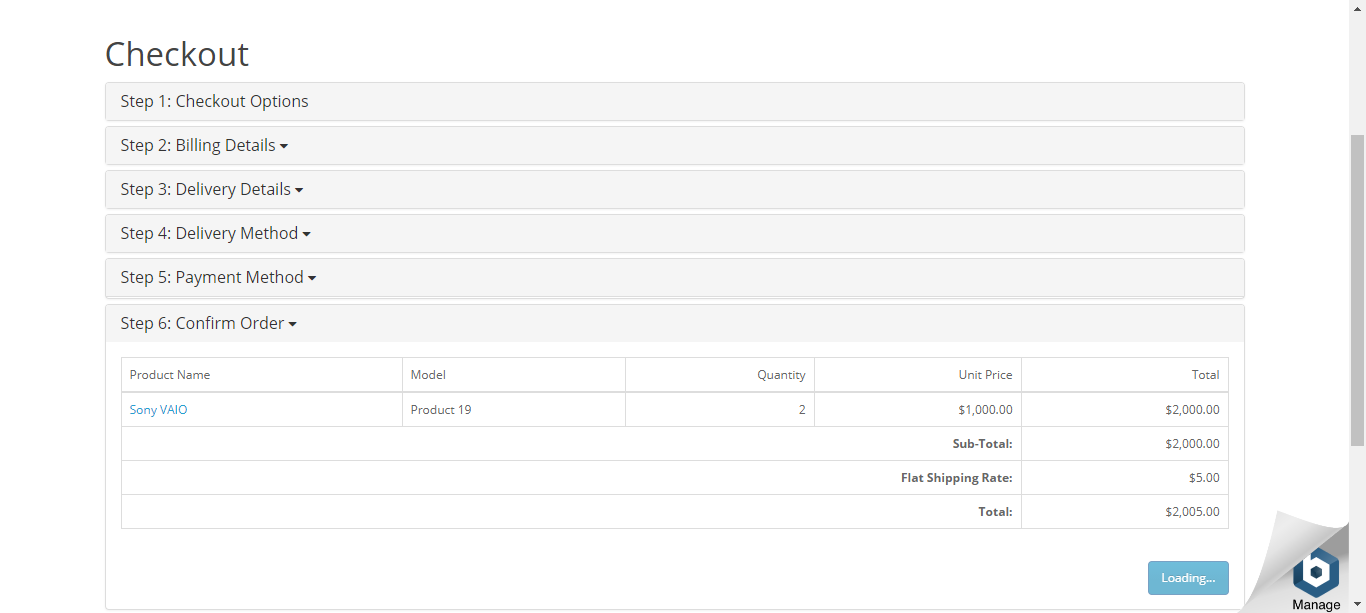 Checkout
Step 1: Checkout Options
Step 2: Billing Details
Step 3: Delivery Details
Step 4: Delivery Method
Step 5: Payment Method
Step 6: Confirm Order
Product Name Model Quantity Unit Price Total
Sony VAIO Product 19 2 $1,000.00 $2,000.00
Sub-Total: $2,000.00
Flat Shipping Rate: $5.00
Total: $2,005.00
Loading...
b
Manage